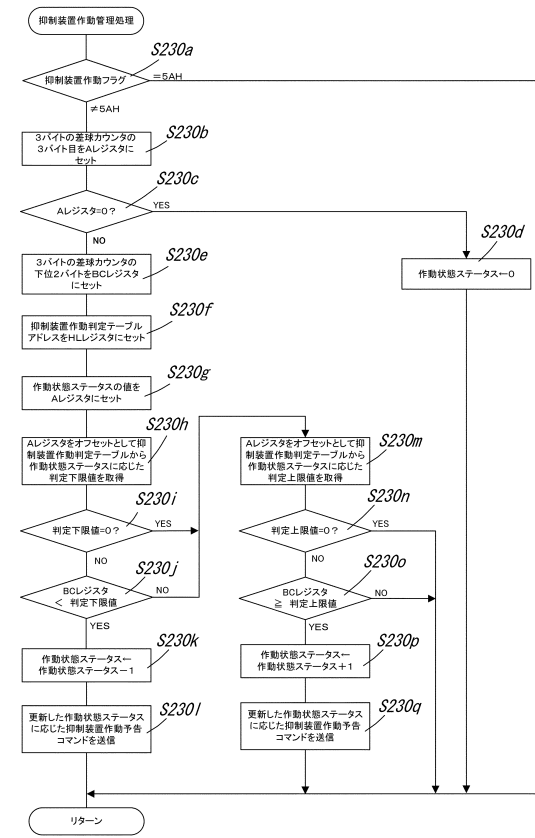 抑制装置作動管理処理
S230a
抑制装置作動フラグ
=5AH
≠5AH
S230b
3バイトの差球カウンタの
3バイト目をAレジスタに
セット
S230c
Aレジスタ=0?
YES
NO
S230d
作動状態ステータス←0
S230e
3バイトの差球カウンタの
下位2バイトをBCレジスタ
にセット
S230f
抑制装置作動判定テーブル
アドレスをHLレジスタにセット
S230g
作動状態ステータスの値を
Aレジスタにセット
S230h
Aレジスタをオフセットとして抑
制装置作動判定テーブルから
作動状態ステータスに応じた
判定下限値を取得
S230i
判定下限値=0?
YES
NO
S230j
BCレジスタ
< 判定下限値
NO
YES
S230k
作動状態ステータス←
作動状態ステータス-1
S230l
更新した作動状態ステータス
に応じた抑制装置作動予告
コマンドを送信
S230m
Aレジスタをオフセットとして抑
制装置作動判定テーブルから
作動状態ステータスに応じた
判定上限値を取得
S230n
判定上限値=0?
YES
NO
S230o
BCレジスタ
≧ 判定上限値
NO
YES
S230p
作動状態ステータス←
作動状態ステータス+1
S230q
更新した作動状態ステータス
に応じた抑制装置作動予告
コマンドを送信
リターン